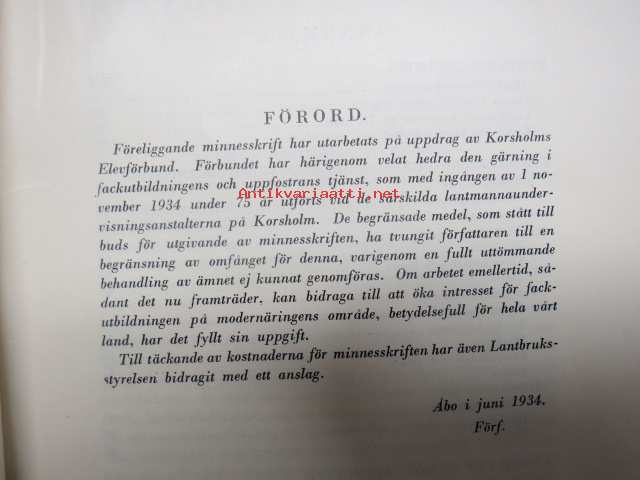 FÖRORD.
Föreliggande minnesskrift har utarbetats på uppdrag av Korsholms
Elevförbund. Förbundet har härigenom velat hedra den gärning i
fackutbildningens och uppfostrans tjänst, som med ingången av 1 no-
Antikvariaatti.net
vember 1934 under 75 år utförts vid de särskilda lantmannaunder-
visningsanstalterna på Korsholm. De begränsade medel, som stått till
buds för utgivande av minnesskriften, ha tvungit författaren till en
begränsning av omfånget för denna, varigenom en fullt uttömmande
behandling av ämnet ej kunnat genomföras. Om arbetet emellertid, så-
dant det nu framträder, kan bidraga till att öka intresset för fack-
utbildningen på modernäringens område, betydelsefull för hela vårt
land, har det fyllt sin uppgift.
Till täckande av kostnaderna för minnesskriften har även Lantbruks-
styrelsen bidragit med ett anslag.
Åbo i juni 1934.
Förf.